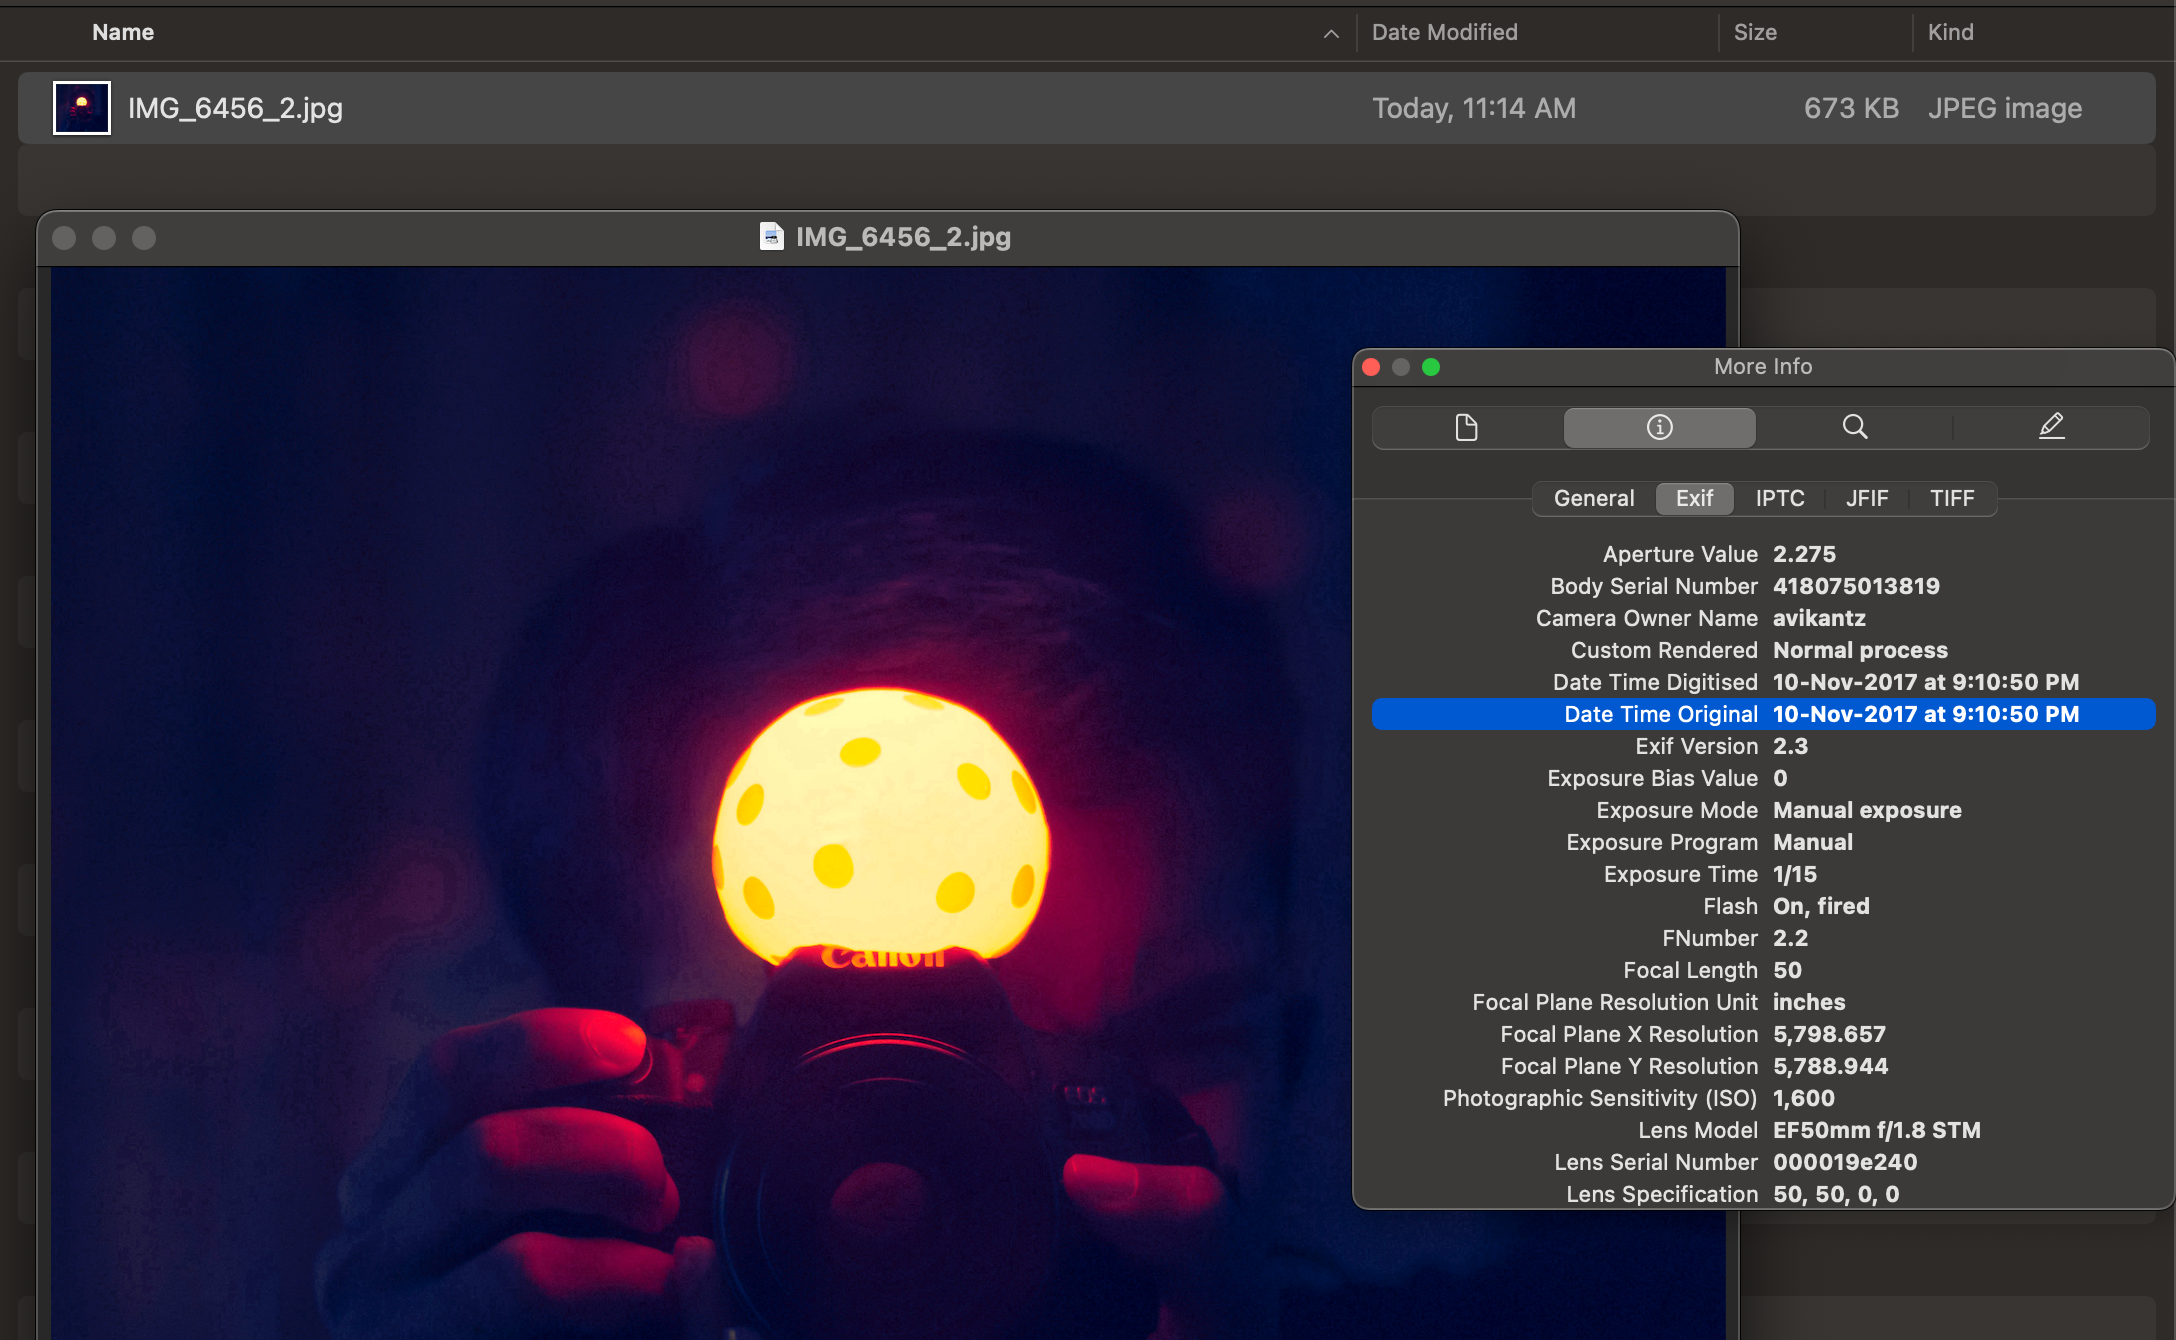 Name
Date Modified
Size
Kind
IMG_6456_2.jpg
Today, 11:14 AM
673 KB
JPEG image
IMG_6456_2.jpg
Canon
EOS
More Info
General
Exif
IPTC
JFIF
TIFF
Aperture Value 2.275
Body Serial Number 418075013819
Camera Owner Name avikantz
Custom Rendered Normal process
Date Time Digitised 10-Nov-2017 at 9:10:50 PM
Date Time Original 10-Nov-2017 at 9:10:50 PM
Exif Version 2.3
Exposure Bias Value 0
Exposure Mode Manual exposure
Exposure Program Manual
Exposure Time 1/15
Flash On, fired
FNumber 2.2
Focal Length 50
Focal Plane Resolution Unit inches
Focal Plane X Resolution 5,798.657
Focal Plane Y Resolution 5,788.944
Photographic Sensitivity (ISO) 1,600
Lens Model EF50mm f/1.8 STM
Lens Serial Number 000019e240
Lens Specification 50, 50, 0, 0